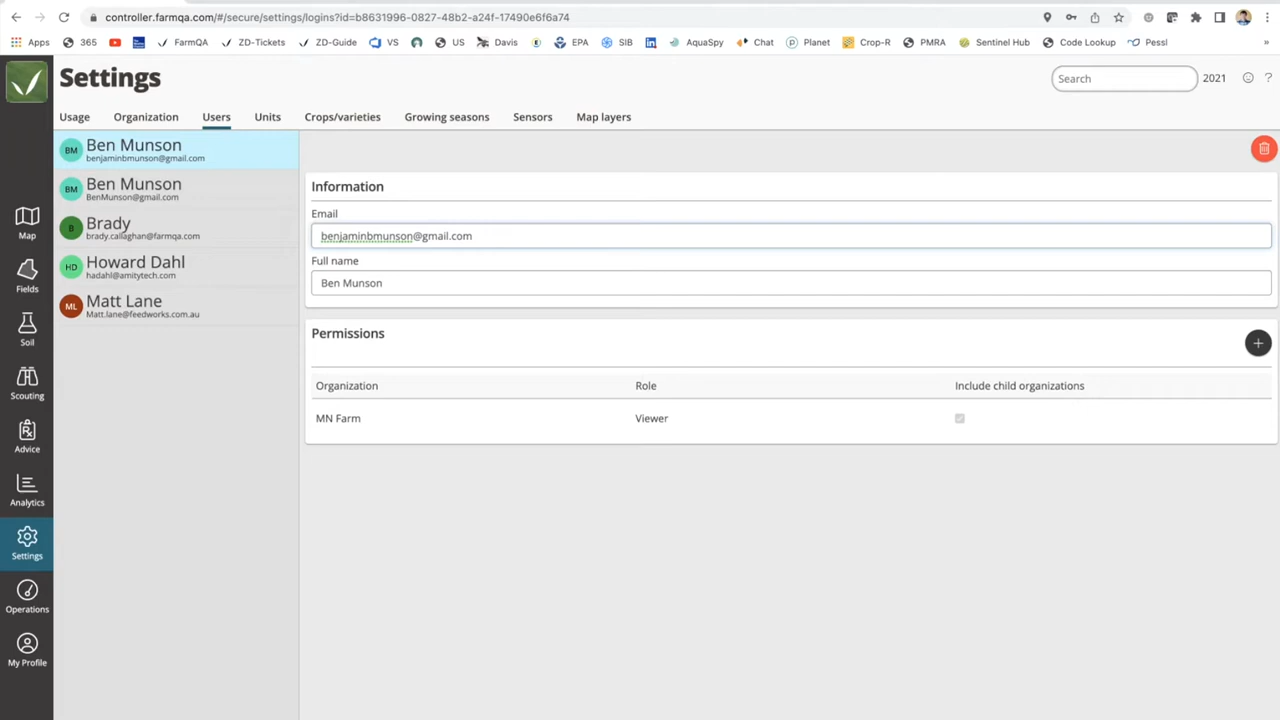 controller.farmqa.com/#/secure/settings/logins?id=b8631996-0827-48b2-a24f-17490e6f6a74
Apps 365 FarmQA ZD-Tickets ZD-Guide VS US Davis EPA SIB AquaSpy Chat Planet Crop-R PMRA Sentinel Hub Code Lookup Pessl »
Settings
Search 2021 ?
Usage Organization Users Units Crops/varieties Growing seasons Sensors Map layers
BM Ben Munson
benjaminbmunson@gmail.com
BM Ben Munson
BenMunson@gmail.com
B Brady
brady.callaghan@farmqa.com
HD Howard Dahl
hadahl@amitytech.com
ML Matt Lane
Matt.lane@feedworks.com.au
Map
Fields
Soil
Scouting
Advice
Analytics
Settings
Operations
My Profile
Information
Email
benjaminbmunson@gmail.com
Full name
Ben Munson
Permissions
+
Organization Role Include child organizations
MN Farm Viewer